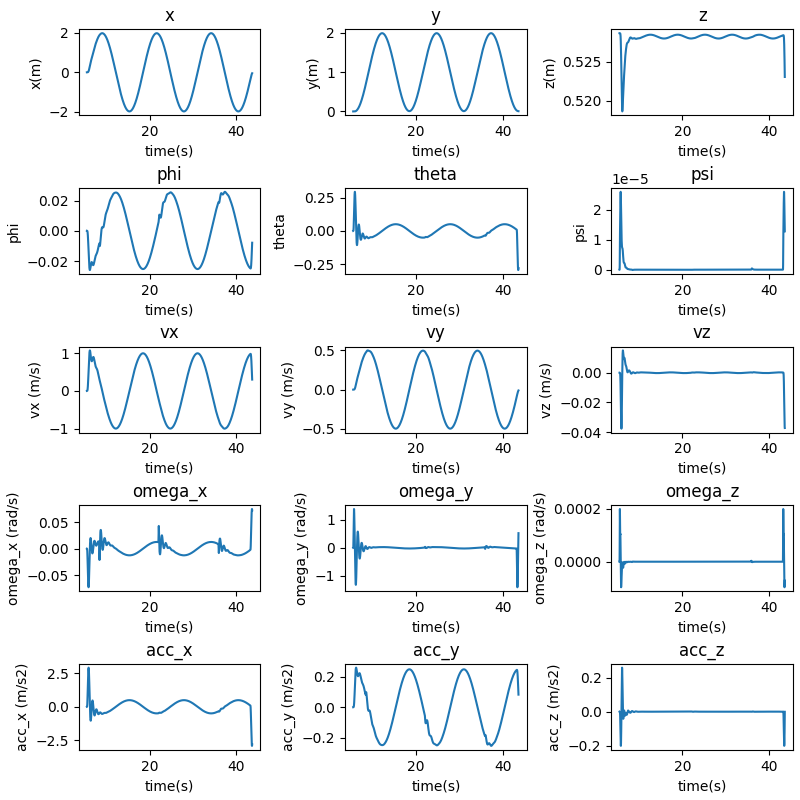 x y z
x(m) 2 0 −2 20 40 time(s)
y(m) 2 1 0 20 40 time(s)
z(m) 0.525 0.520 20 40 time(s)
phi theta psi
phi 0.02 0.00 −0.02 20 40 time(s)
theta 0.25 0.00 −0.25 20 40 time(s)
psi 1e−5 2 1 0 20 40 time(s)
vx vy vz
vx (m/s) 1 0 −1 20 40 time(s)
vy (m/s) 0.5 0.0 −0.5 20 40 time(s)
vz (m/s) 0.00 −0.02 −0.04 20 40 time(s)
omega_x omega_y omega_z
omega_x (rad/s) 0.05 0.00 −0.05 20 40 time(s)
omega_y (rad/s) 1 0 −1 20 40 time(s)
omega_z (rad/s) 0.0002 0.0000 20 40 time(s)
acc_x acc_y acc_z
acc_x (m/s2) 2.5 0.0 −2.5 20 40 time(s)
acc_y (m/s2) 0.2 0.0 −0.2 20 40 time(s)
acc_z (m/s2) 0.2 0.0 −0.2 20 40 time(s)